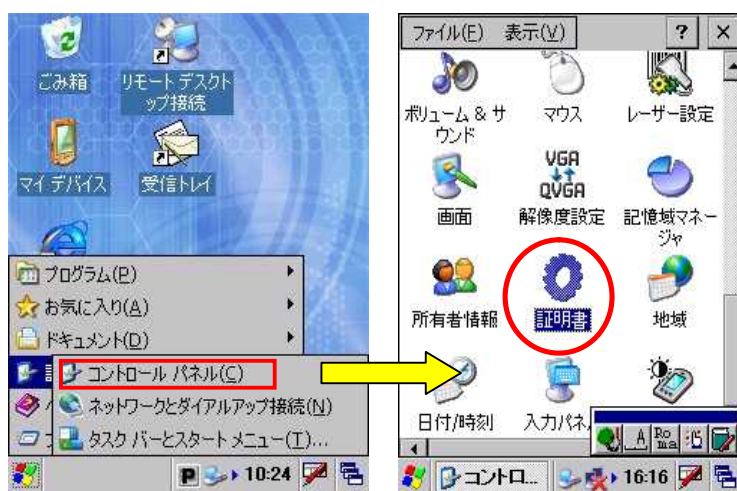 ごみ箱
リモート デスクト
ップ接続
マイ デバイス
受信トレイ
プログラム(P)
お気に入り(A)
ドキュメント(D)
コントロール パネル(C)
ネットワークとダイアルアップ接続(N)
タスク バーとスタート メニュー(T)...
P
10:24
ファイル(F) 表示(V) ? ×
ボリューム & サ
ウンド
マウス
レーザー設定
VGA
QVGA
画面
解像度設定
記憶域マネー
ジャ
所有者情報
証明書
地域
日付/時刻
入力パネ
A Ro
ma
コントロ...
16:16